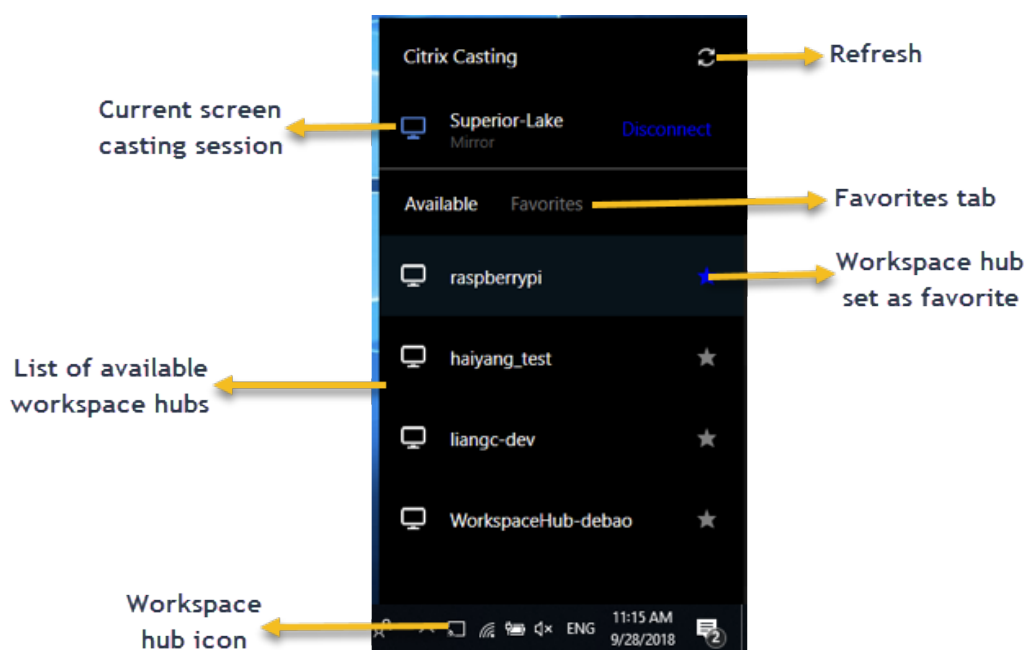 Citrix Casting
Refresh
Current screen
casting session
Superior-Lake
Mirror
Disconnect
Available
Favorites
Favorites tab
raspberrypi
Workspace hub
set as favorite
List of available
workspace hubs
haiyang_test
liangc-dev
WorkspaceHub-debao
Workspace
hub icon
ENG
11:15 AM
9/28/2018
2